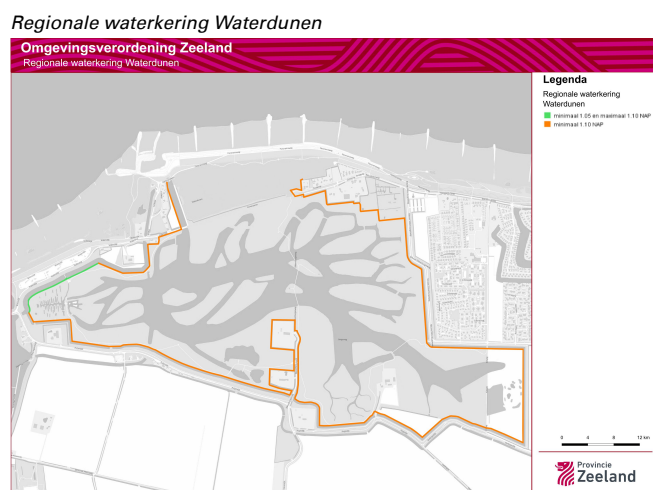 Regionale waterkering Waterdunen
Omgevingsverordening Zeeland
Regionale waterkering Waterdunen
Legenda
Regionale waterkering
Waterdunen
minimaal 1.05 en maximaal 1.10 NAP
minimaal 1.10 NAP
0 4 8 12 km
Provincie
Zeeland